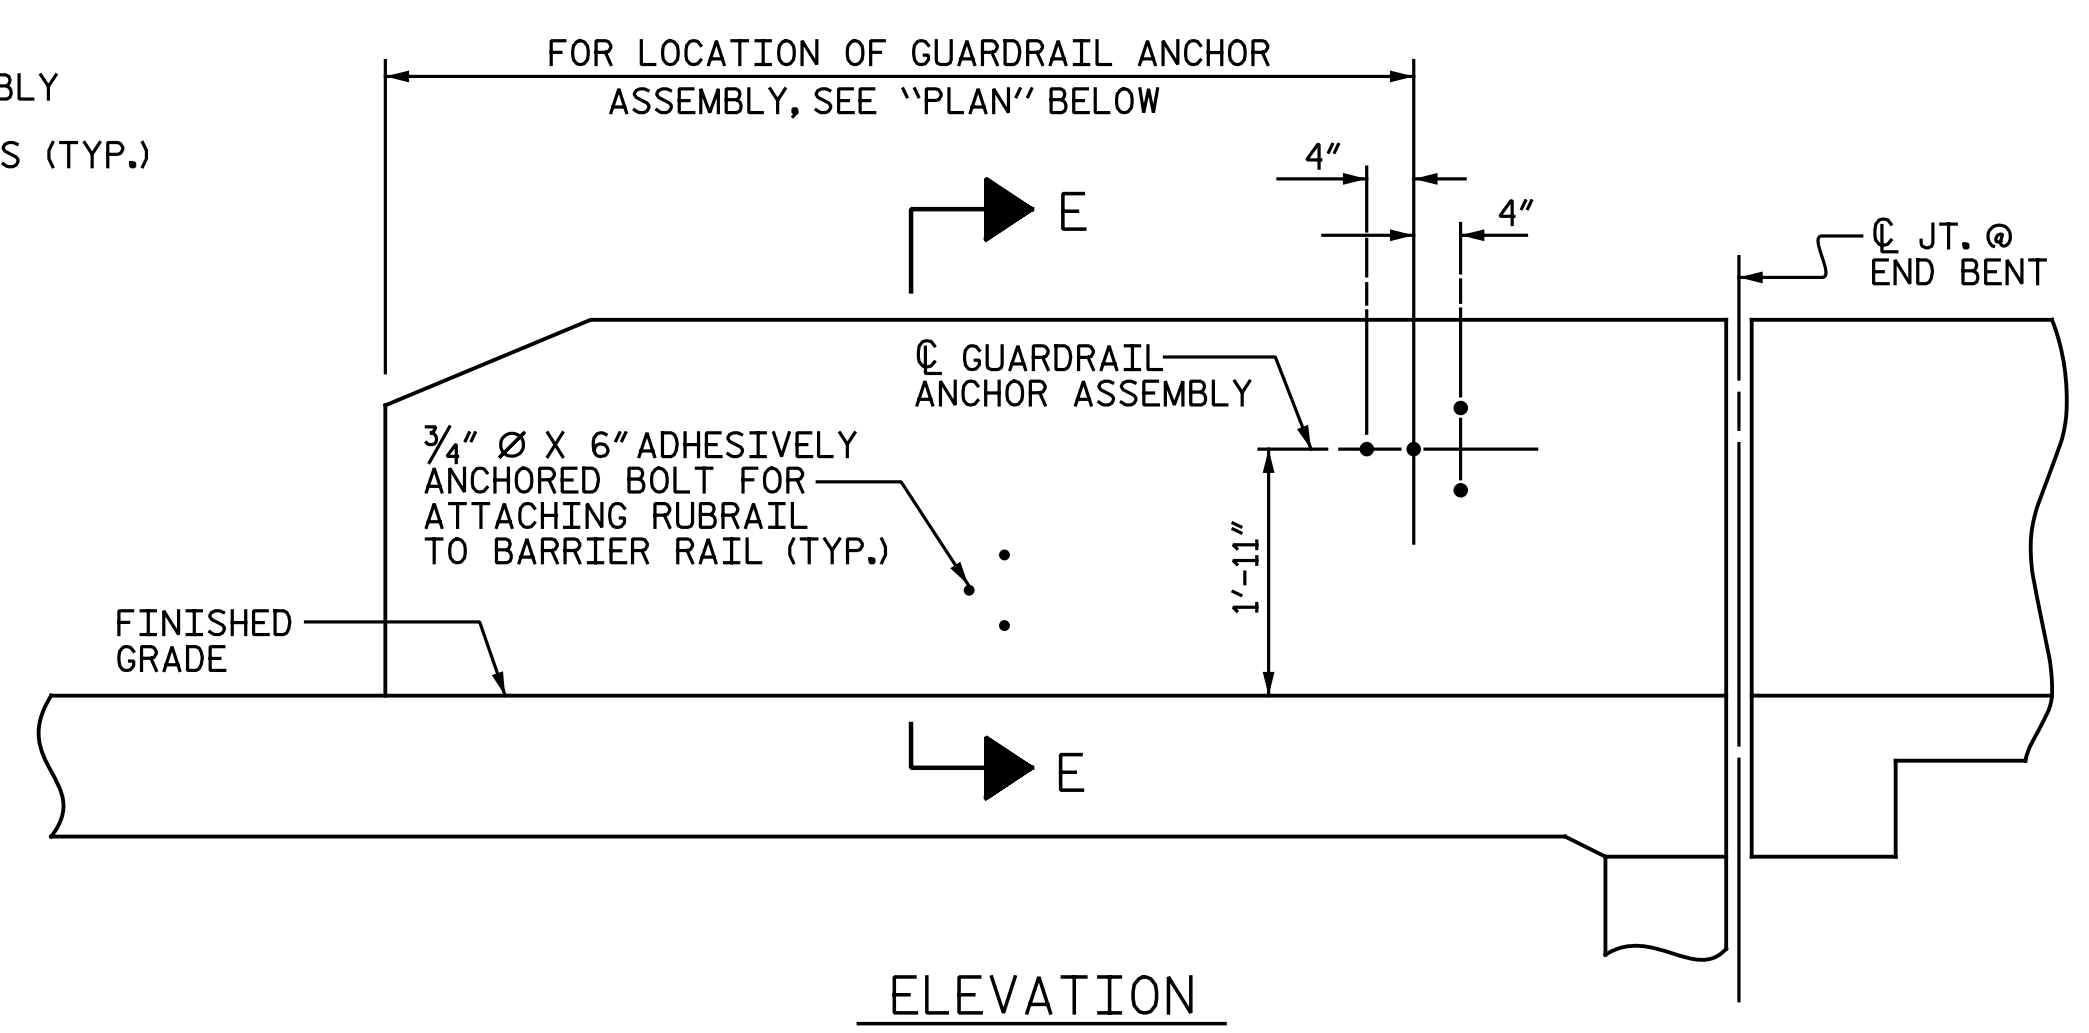 FOR LOCATION OF GUARDRAIL ANCHOR
ASSEMBLY, SEE "PLAN" BELOW
BLY
S (TYP.)
4"
4"
E
℄ JT. @
END BENT
℄ GUARDRAIL
ANCHOR ASSEMBLY
¾" Ø X 6" ADHESIVELY
ANCHORED BOLT FOR
ATTACHING RUBRAIL
TO BARRIER RAIL (TYP.)
1'-11"
FINISHED
GRADE
E
ELEVATION